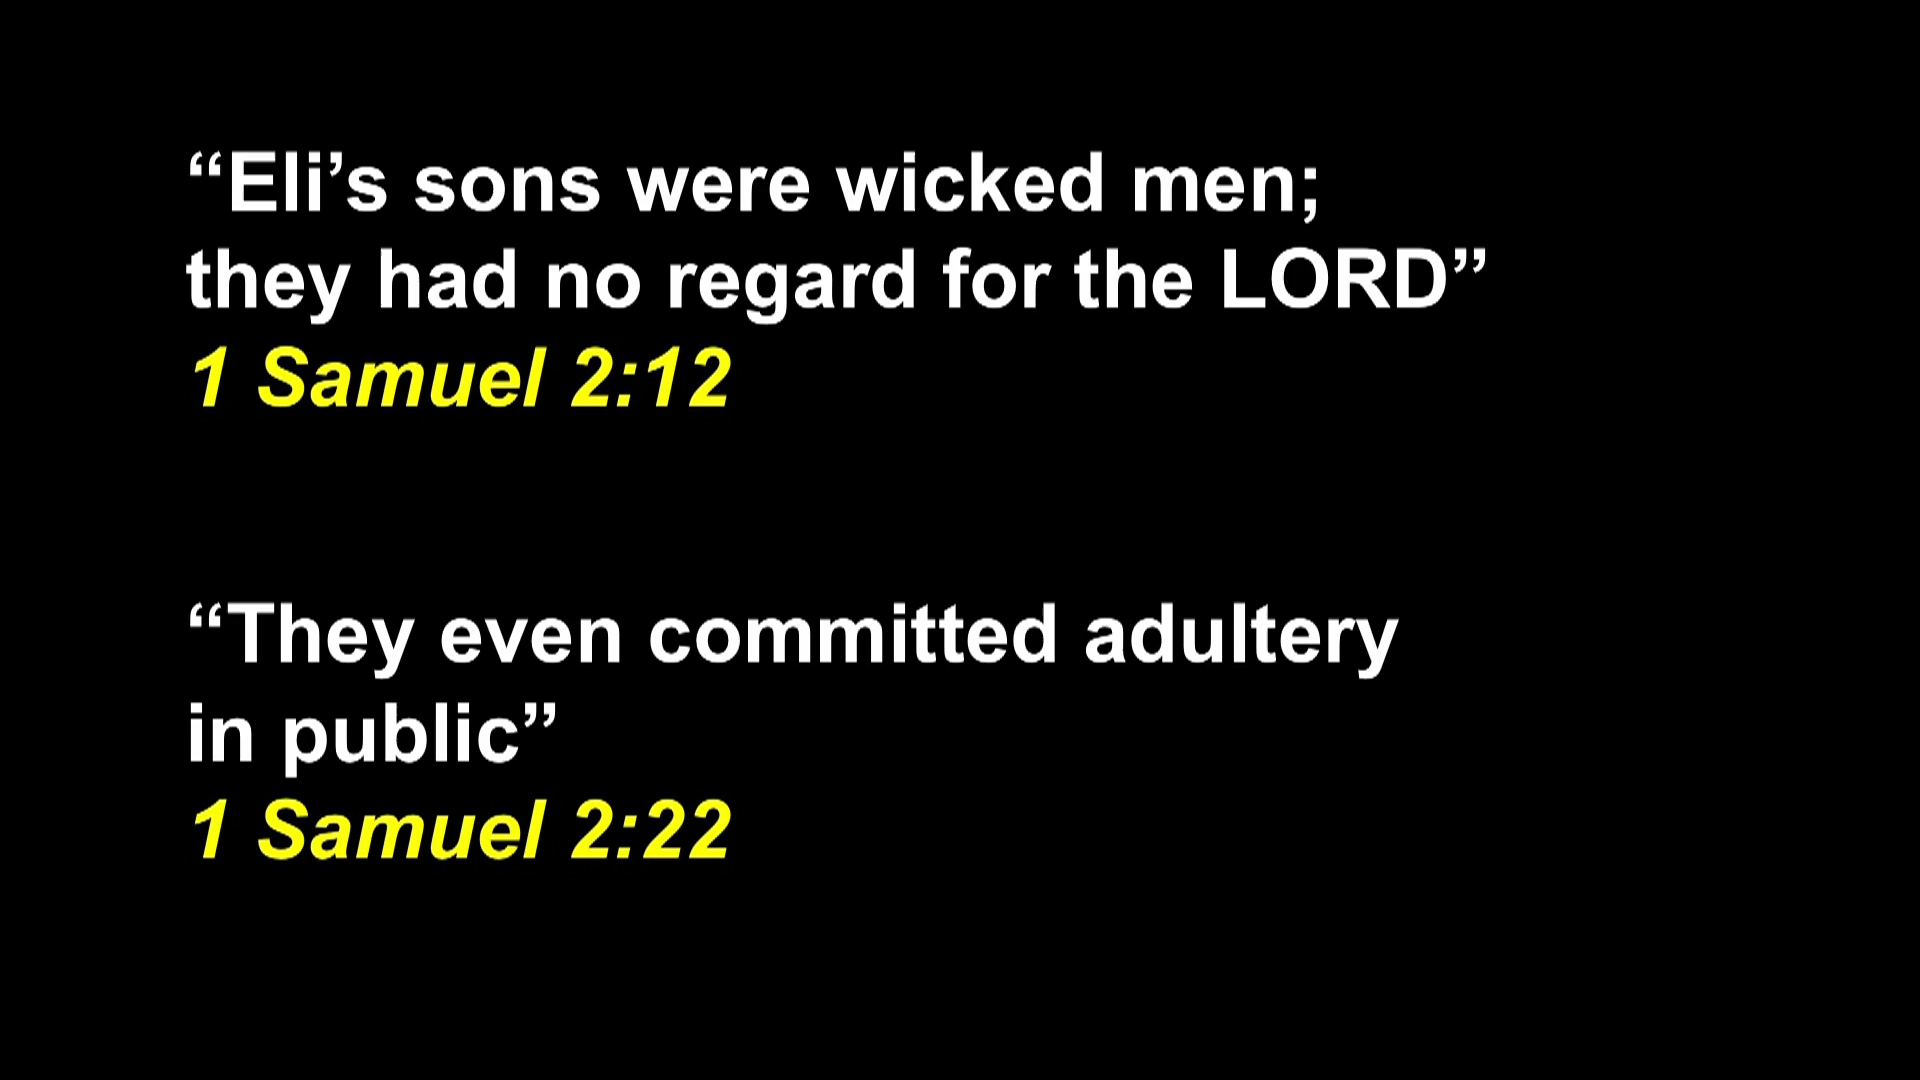 “Eli’s sons were wicked men;
they had no regard for the LORD”
1 Samuel 2:12
“They even committed adultery
in public”
1 Samuel 2:22